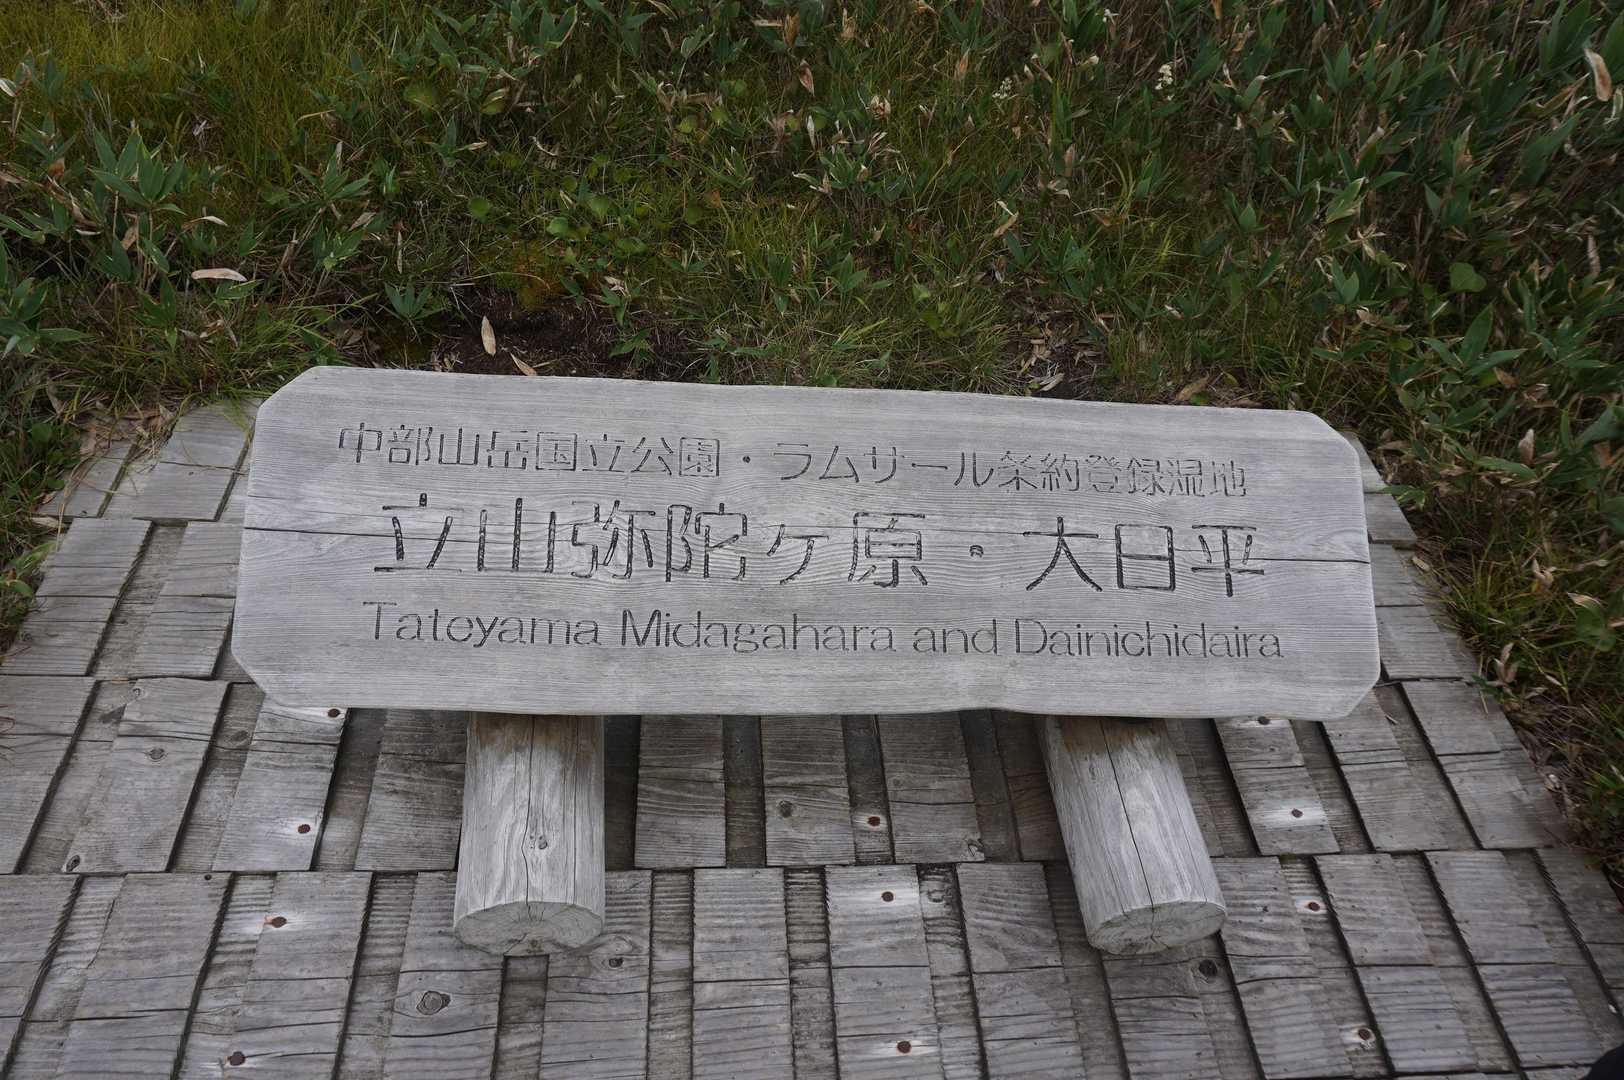 中部山岳国立公園・ラムサール条約登録湿地
立山弥陀ヶ原・大日平
Tateyama Midagahara and Dainichidaira